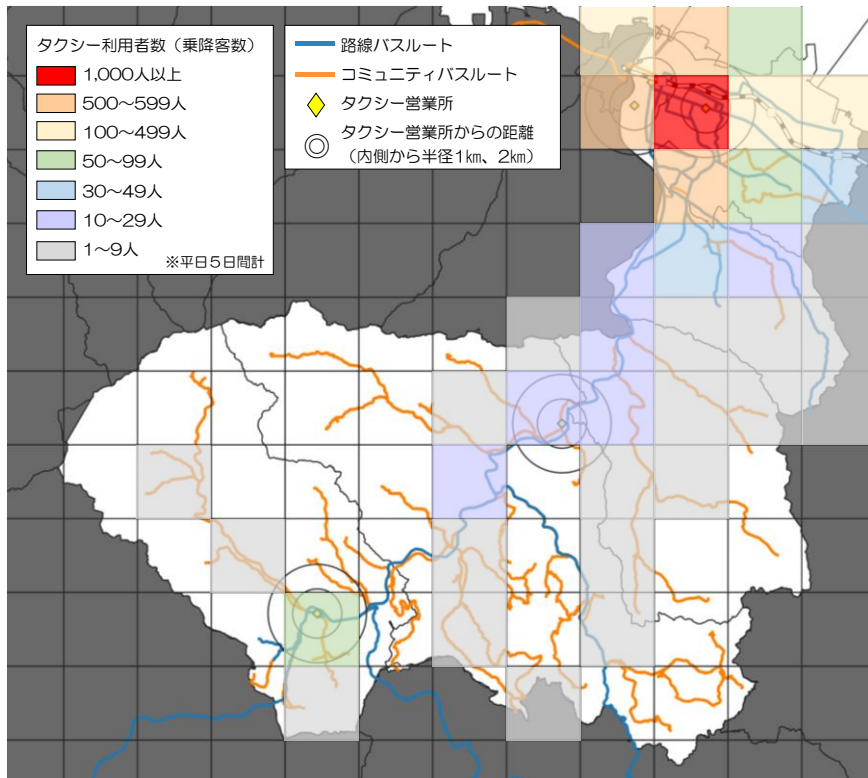 タクシー利用者数（乗降客数）
1,000人以上
500～599人
100～499人
50～99人
30～49人
10～29人
1～9人
※平日５日間計
路線バスルート
コミュニティバスルート
タクシー営業所
タクシー営業所からの距離
（内側から半径1㎞、2㎞）